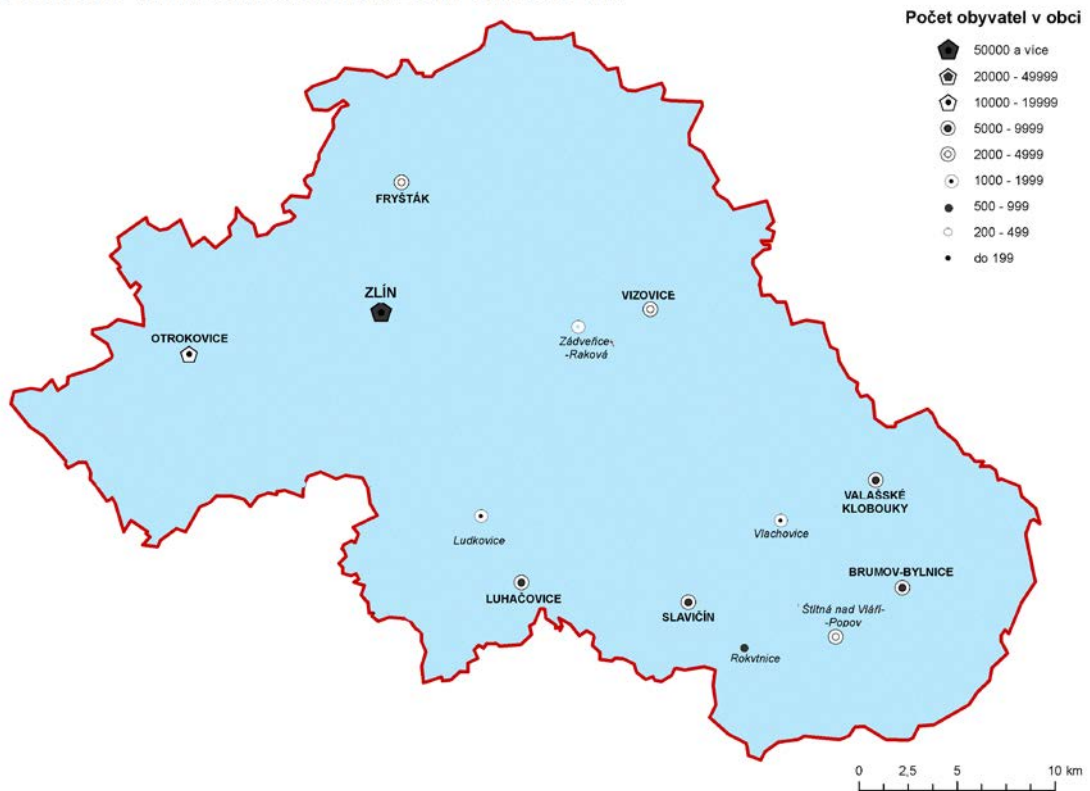 Počet obyvatel v obci
50000 a více
20000 - 49999
10000 - 19999
5000 - 9999
2000 - 4999
1000 - 1999
500 - 999
200 - 499
do 199
FRYŠTÁK
ZLÍN
VIZOVICE
OTROKOVICE
Zádveřice-
-Raková
VALAŠSKÉ
KLOBOUKY
Ludkovice
Vlachovice
BRUMOV-BYLNICE
LUHAČOVICE
SLAVIČÍN
Štítná nad Vláří-
-Popov
Rokytnice
0 2,5 5 10 km